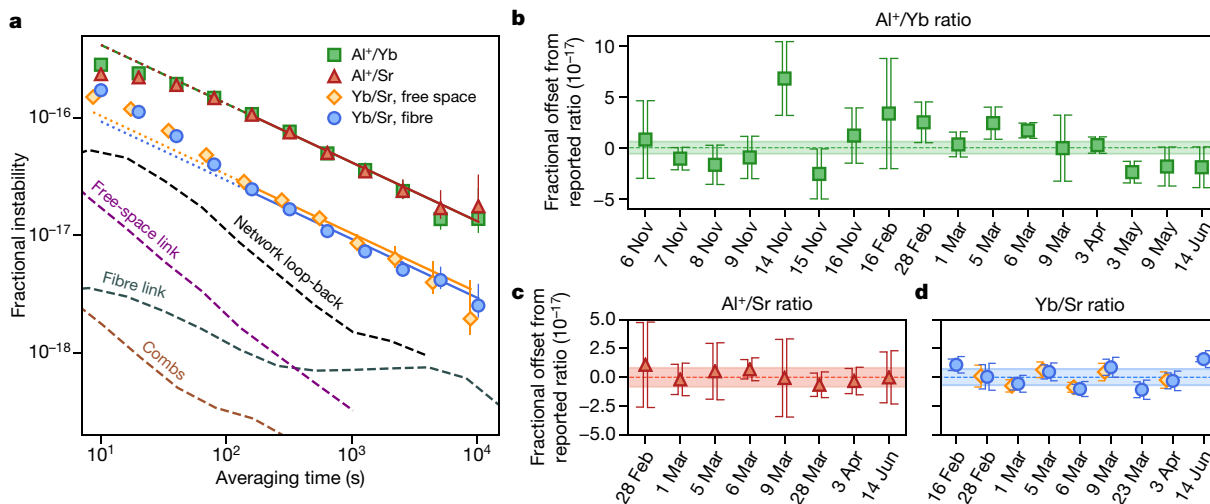 a
Fractional instability
10⁻¹⁶
10⁻¹⁷
10⁻¹⁸
Al⁺/Yb
Al⁺/Sr
Yb/Sr, free space
Yb/Sr, fibre
Network loop-back
Free-space link
Fibre link
Combs
10¹
10²
10³
10⁴
Averaging time (s)
b
Al⁺/Yb ratio
Fractional offset from
reported ratio (10⁻¹⁷)
10
5
0
−5
6 Nov
7 Nov
8 Nov
9 Nov
14 Nov
15 Nov
16 Nov
16 Feb
28 Feb
1 Mar
5 Mar
6 Mar
9 Mar
3 Apr
3 May
9 May
14 Jun
c
Al⁺/Sr ratio
Fractional offset from
reported ratio (10⁻¹⁷)
5.0
2.5
0.0
−2.5
−5.0
28 Feb
1 Mar
5 Mar
6 Mar
9 Mar
28 Mar
3 Apr
14 Jun
d
Yb/Sr ratio
16 Feb
28 Feb
1 Mar
5 Mar
6 Mar
9 Mar
23 Mar
3 Apr
14 Jun